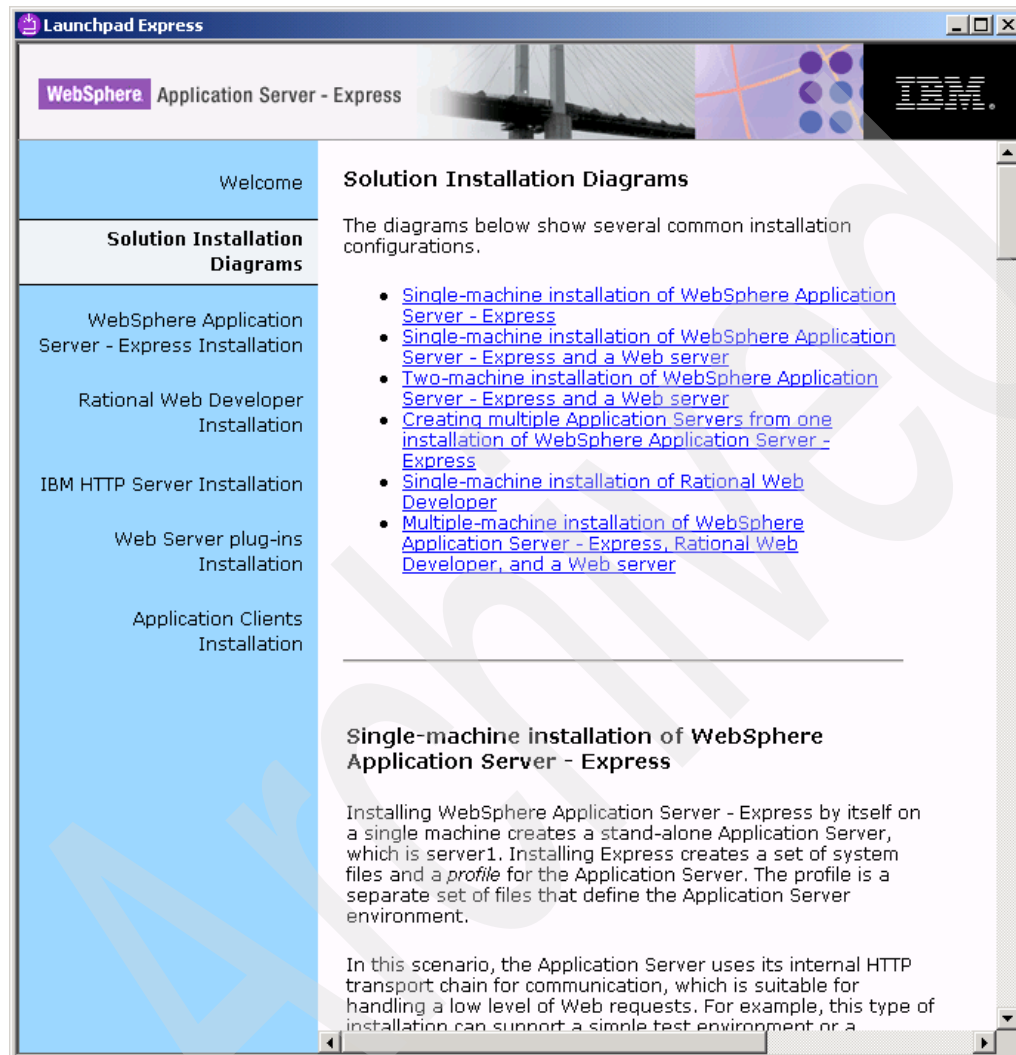 Launchpad Express
WebSphere. Application Server - Express
IBM.
Welcome
Solution Installation
Diagrams
WebSphere Application
Server - Express Installation
Rational Web Developer
Installation
IBM HTTP Server Installation
Web Server plug-ins
Installation
Application Clients
Installation
Solution Installation Diagrams
The diagrams below show several common installation
configurations.
Single-machine installation of WebSphere Application
Server - Express
Single-machine installation of WebSphere Application
Server - Express and a Web server
Two-machine installation of WebSphere Application
Server - Express and a Web server
Creating multiple Application Servers from one
installation of WebSphere Application Server -
Express
Single-machine installation of Rational Web
Developer
Multiple-machine installation of WebSphere
Application Server - Express, Rational Web
Developer, and a Web server
Single-machine installation of WebSphere
Application Server - Express
Installing WebSphere Application Server - Express by itself on
a single machine creates a stand-alone Application Server,
which is server1. Installing Express creates a set of system
files and a profile for the Application Server. The profile is a
separate set of files that define the Application Server
environment.
In this scenario, the Application Server uses its internal HTTP
transport chain for communication, which is suitable for
handling a low level of Web requests. For example, this type of
installation can support a simple test environment or a
Archived